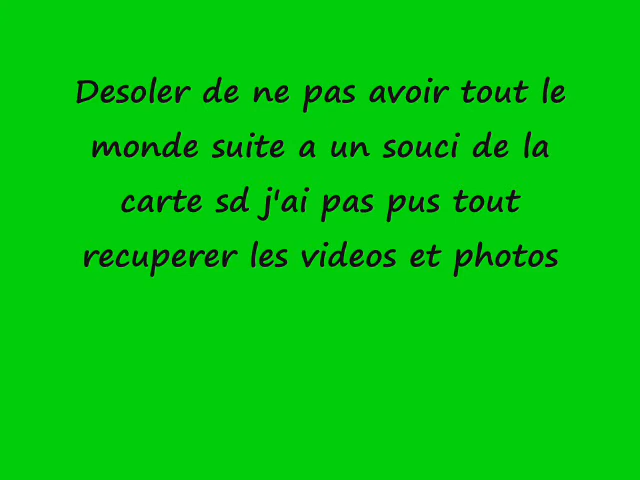 Desoler de ne pas avoir tout le
monde suite a un souci de la
carte sd j'ai pas pus tout
recuperer les videos et photos